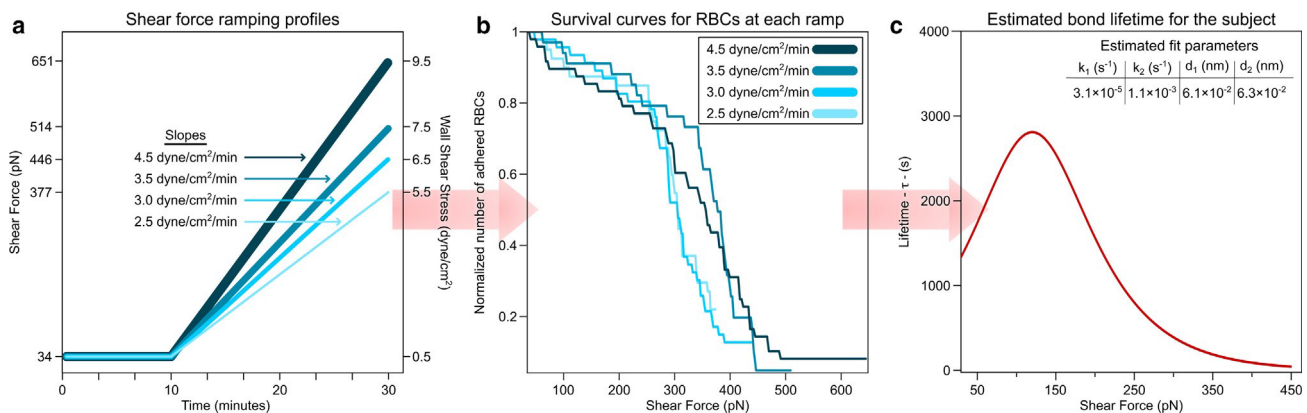 a
Shear force ramping profiles
651
514
446
377
34
Shear Force (pN)
9.5
7.5
6.5
5.5
0.5
Wall Shear Stress (dyne/cm²)
Slopes
4.5 dyne/cm²/min
3.5 dyne/cm²/min
3.0 dyne/cm²/min
2.5 dyne/cm²/min
0 10 20 30
Time (minutes)
b
Survival curves for RBCs at each ramp
1
0.8
0.6
0.4
0.2
Normalized number of adhered RBCs
4.5 dyne/cm²/min
3.5 dyne/cm²/min
3.0 dyne/cm²/min
2.5 dyne/cm²/min
100 200 300 400 500 600
Shear Force (pN)
c
Estimated bond lifetime for the subject
4000
3000
2000
1000
0
Lifetime - τ - (s)
Estimated fit parameters
k₁ (s⁻¹) k₂ (s⁻¹) d₁ (nm) d₂ (nm)
3.1×10⁻⁵ 1.1×10⁻³ 6.1×10⁻² 6.3×10⁻²
50 150 250 350 450
Shear Force (pN)